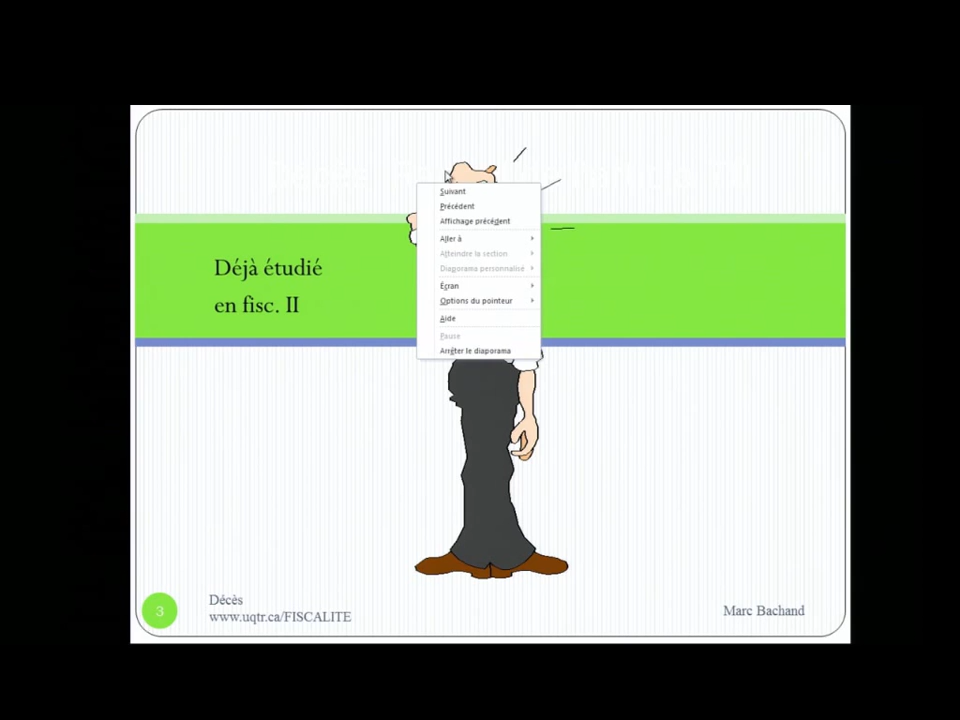 Suivant
Précédent
Affichage précédent
Aller à
Atteindre la section
Diaporama personnalisé
Écran
Options du pointeur
Aide
Pause
Arrêter le diaporama
Déjà étudié
en fisc. II
3
Décès
www.uqtr.ca/FISCALITE
Marc Bachand